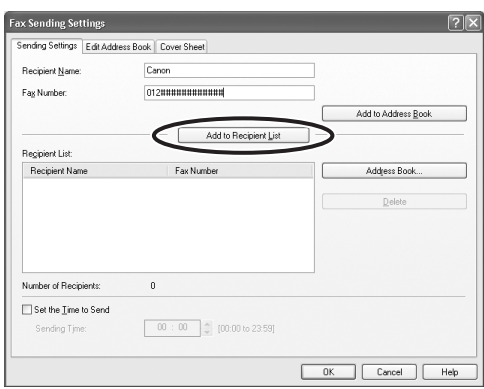 Fax Sending Settings
Sending Settings Edit Address Book Cover Sheet
Recipient Name: Canon
Fax Number: 012############
Add to Address Book
Add to Recipient List
Recipient List:
Recipient Name Fax Number
Address Book...
Delete
Number of Recipients: 0
Set the Time to Send
Sending Time: 00 : 00 [00:00 to 23:59]
OK Cancel Help